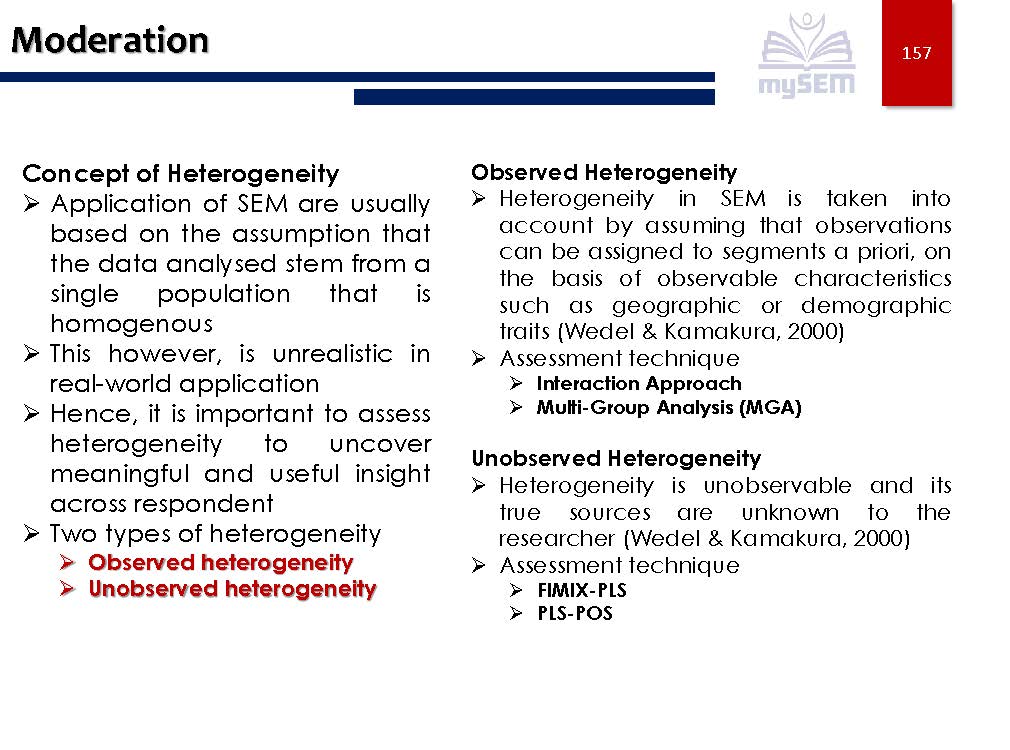 Moderation
mySEM
157
Concept of Heterogeneity
➢ Application of SEM are usually
based on the assumption that
the data analysed stem from a
single population that is
homogenous
➢ This however, is unrealistic in
real-world application
➢ Hence, it is important to assess
heterogeneity to uncover
meaningful and useful insight
across respondent
➢ Two types of heterogeneity
➢ Observed heterogeneity
➢ Unobserved heterogeneity
Observed Heterogeneity
➢ Heterogeneity in SEM is taken into
account by assuming that observations
can be assigned to segments a priori, on
the basis of observable characteristics
such as geographic or demographic
traits (Wedel & Kamakura, 2000)
➢ Assessment technique
➢ Interaction Approach
➢ Multi-Group Analysis (MGA)
Unobserved Heterogeneity
➢ Heterogeneity is unobservable and its
true sources are unknown to the
researcher (Wedel & Kamakura, 2000)
➢ Assessment technique
➢ FIMIX-PLS
➢ PLS-POS